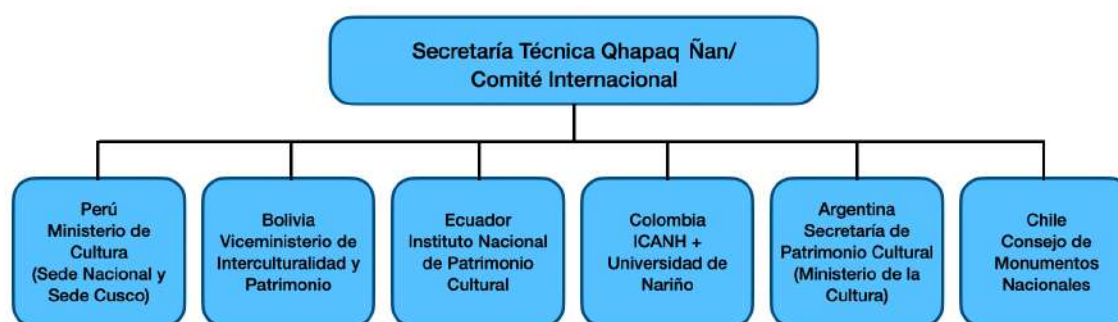 Secretaría Técnica Qhapaq Ñan/
Comité Internacional
Perú
Ministerio de
Cultura
(Sede Nacional y
Sede Cusco)
Bolivia
Viceministerio de
Interculturalidad y
Patrimonio
Ecuador
Instituto Nacional
de Patrimonio
Cultural
Colombia
ICANH +
Universidad de
Nariño
Argentina
Secretaría de
Patrimonio Cultural
(Ministerio de la
Cultura)
Chile
Consejo de
Monumentos
Nacionales